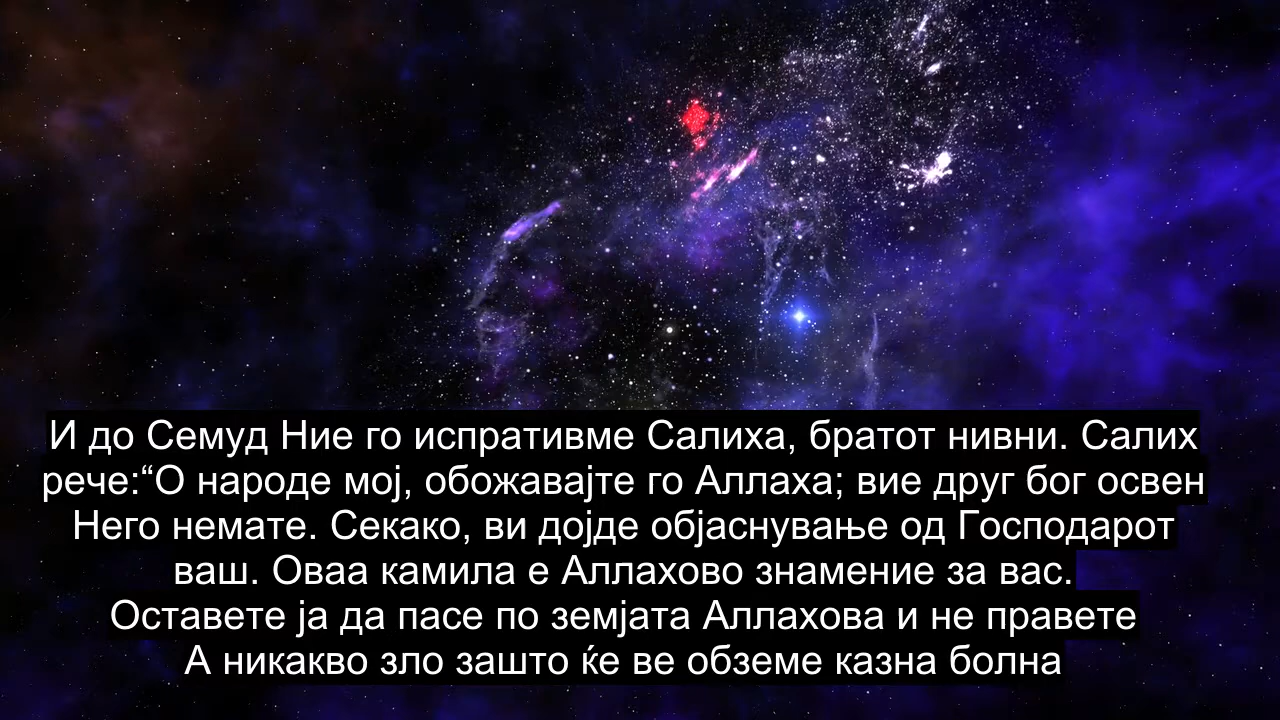 И до Семуд Ние го испративме Салиха, братот нивни. Салих
рече:“О народе мој, обожавајте го Аллаха; вие друг бог освен
Него немате. Секако, ви дојде објаснување од Господарот
ваш. Оваа камила е Аллахово знамение за вас.
Оставете ја да пасе по земјата Аллахова и не правете
А никакво зло зашто ќе ве обземе казна болна